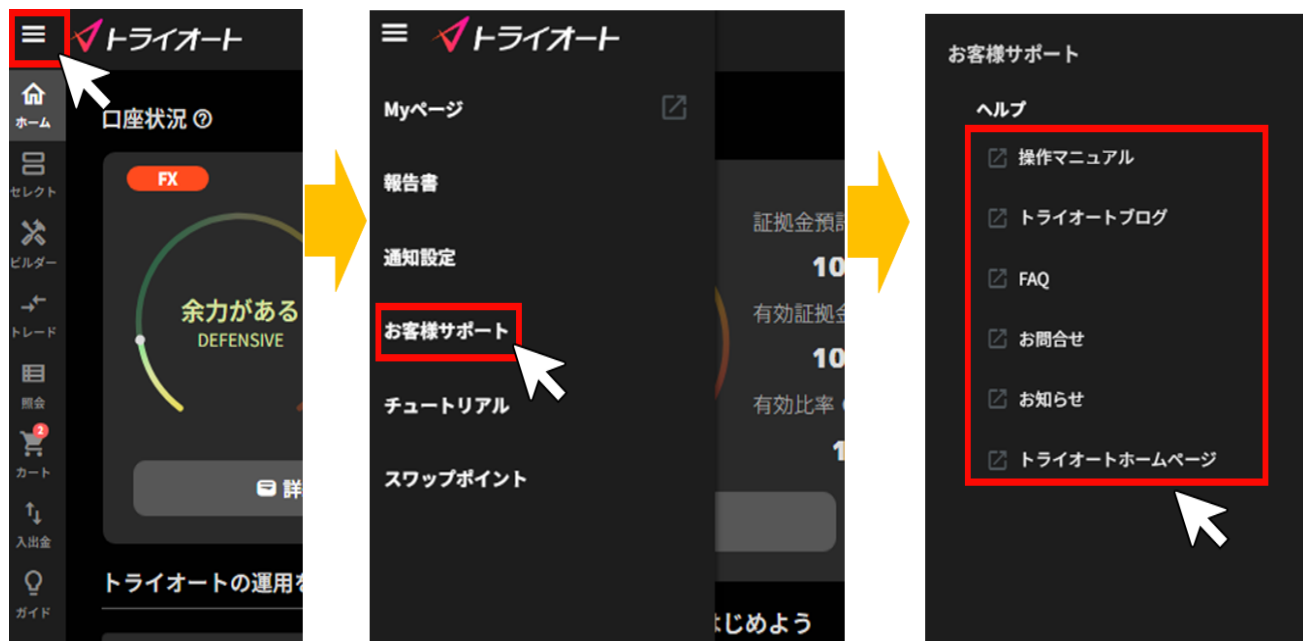 トライオート
ホーム
セレクト
ビルダー
トレード
照会
2
カート
入出金
ガイド
口座状況
FX
余力がある
DEFENSIVE
詳
トライオートの運用を
トライオート
Myページ
報告書
通知設定
お客様サポート
チュートリアル
スワップポイント
証拠金預託
10
有効証拠金
10
有効比率
1
はじめよう
お客様サポート
ヘルプ
操作マニュアル
トライオートブログ
FAQ
お問合せ
お知らせ
トライオートホームページ